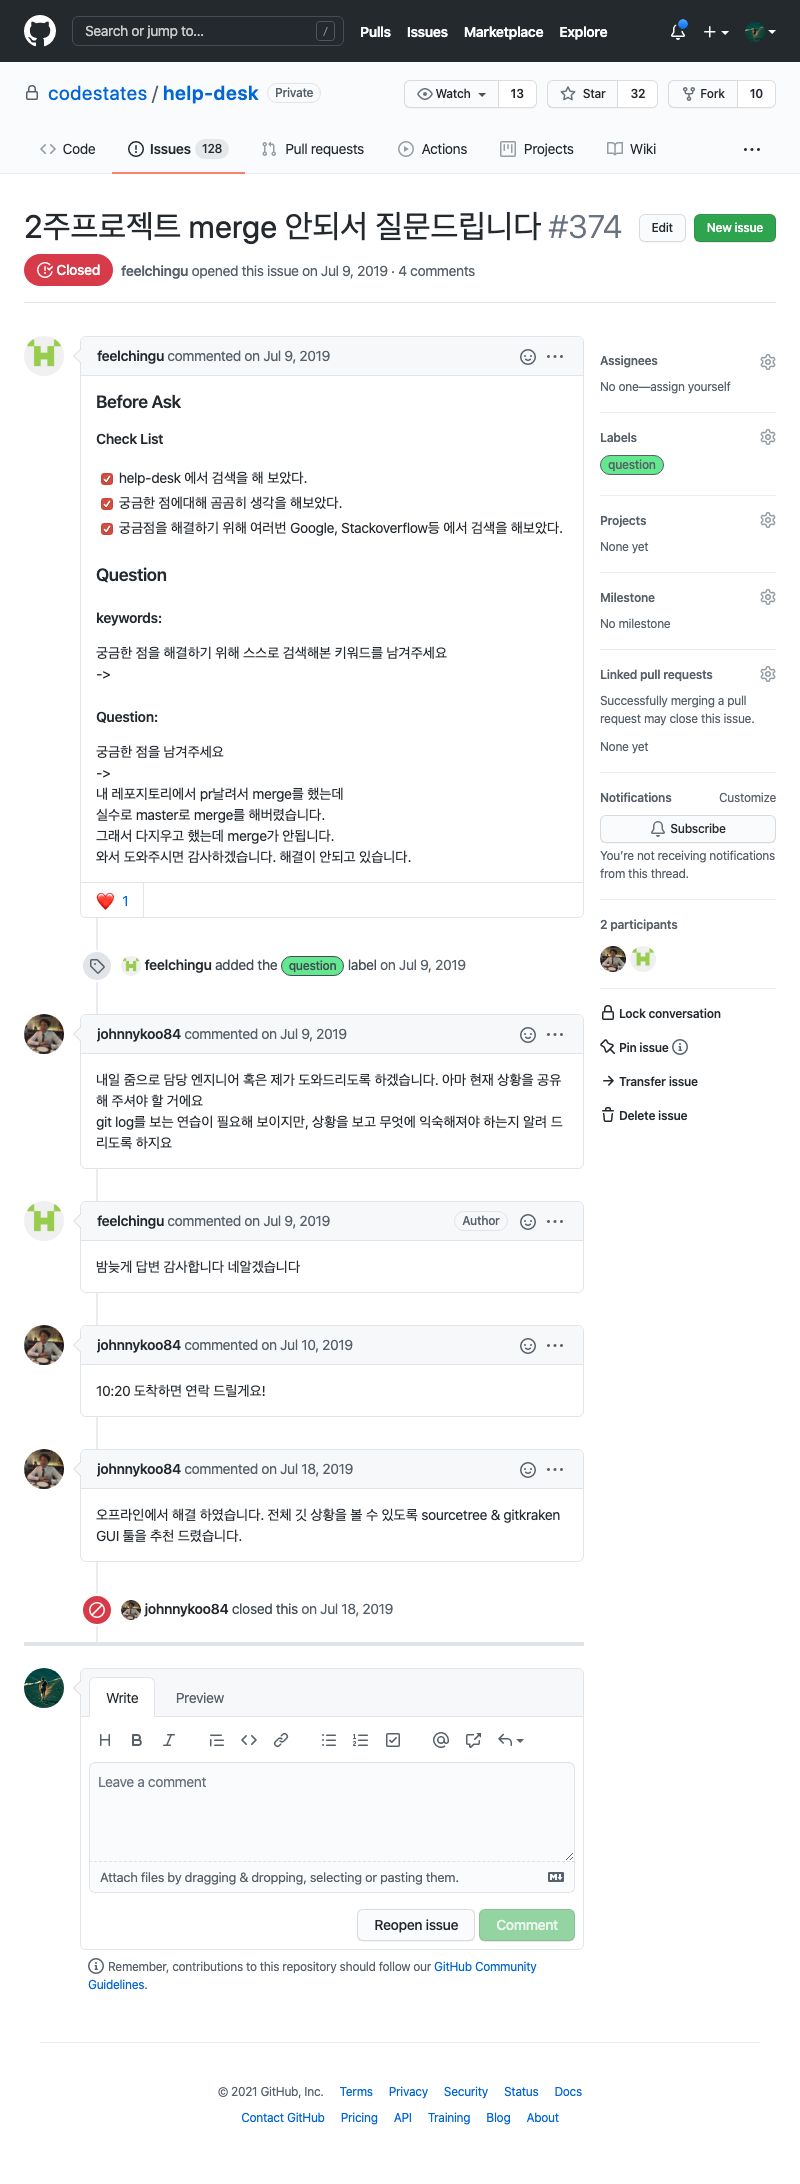 Search or jump to... /
Pulls Issues Marketplace Explore
codestates / help-desk Private
Watch 13 Star 32 Fork 10
Code Issues 128 Pull requests Actions Projects Wiki
2주프로젝트 merge 안되서 질문드립니다 #374
Edit New issue
Closed feelchingu opened this issue on Jul 9, 2019 · 4 comments
feelchingu commented on Jul 9, 2019
Before Ask
Check List
help-desk 에서 검색을 해 보았다.
궁금한 점에대해 곰곰히 생각을 해보았다.
궁금점을 해결하기 위해 여러번 Google, Stackoverflow등 에서 검색을 해보았다.
Question
keywords:
궁금한 점을 해결하기 위해 스스로 검색해본 키워드를 남겨주세요
->
Question:
궁금한 점을 남겨주세요
->
내 레포지토리에서 pr날려서 merge를 했는데
실수로 master로 merge를 해버렸습니다.
그래서 다지우고 했는데 merge가 안됩니다.
와서 도와주시면 감사하겠습니다. 해결이 안되고 있습니다.
1
feelchingu added the question label on Jul 9, 2019
johnnykoo84 commented on Jul 9, 2019
내일 줌으로 담당 엔지니어 혹은 제가 도와드리도록 하겠습니다. 아마 현재 상황을 공유
해 주셔야 할 거에요
git log를 보는 연습이 필요해 보이지만, 상황을 보고 무엇에 익숙해져야 하는지 알려 드
리도록 하지요
feelchingu commented on Jul 9, 2019 Author
밤늦게 답변 감사합니다 네알겠습니다
johnnykoo84 commented on Jul 10, 2019
10:20 도착하면 연락 드릴게요!
johnnykoo84 commented on Jul 18, 2019
오프라인에서 해결 하였습니다. 전체 깃 상황을 볼 수 있도록 sourcetree & gitkraken
GUI 툴을 추천 드렸습니다.
johnnykoo84 closed this on Jul 18, 2019
Write Preview
Leave a comment
Attach files by dragging & dropping, selecting or pasting them.
Reopen issue Comment
Remember, contributions to this repository should follow our GitHub Community
Guidelines.
Assignees
No one—assign yourself
Labels
question
Projects
None yet
Milestone
No milestone
Linked pull requests
Successfully merging a pull
request may close this issue.
None yet
Notifications Customize
Subscribe
You're not receiving notifications
from this thread.
2 participants
Lock conversation
Pin issue
Transfer issue
Delete issue
© 2021 GitHub, Inc. Terms Privacy Security Status Docs
Contact GitHub Pricing API Training Blog About